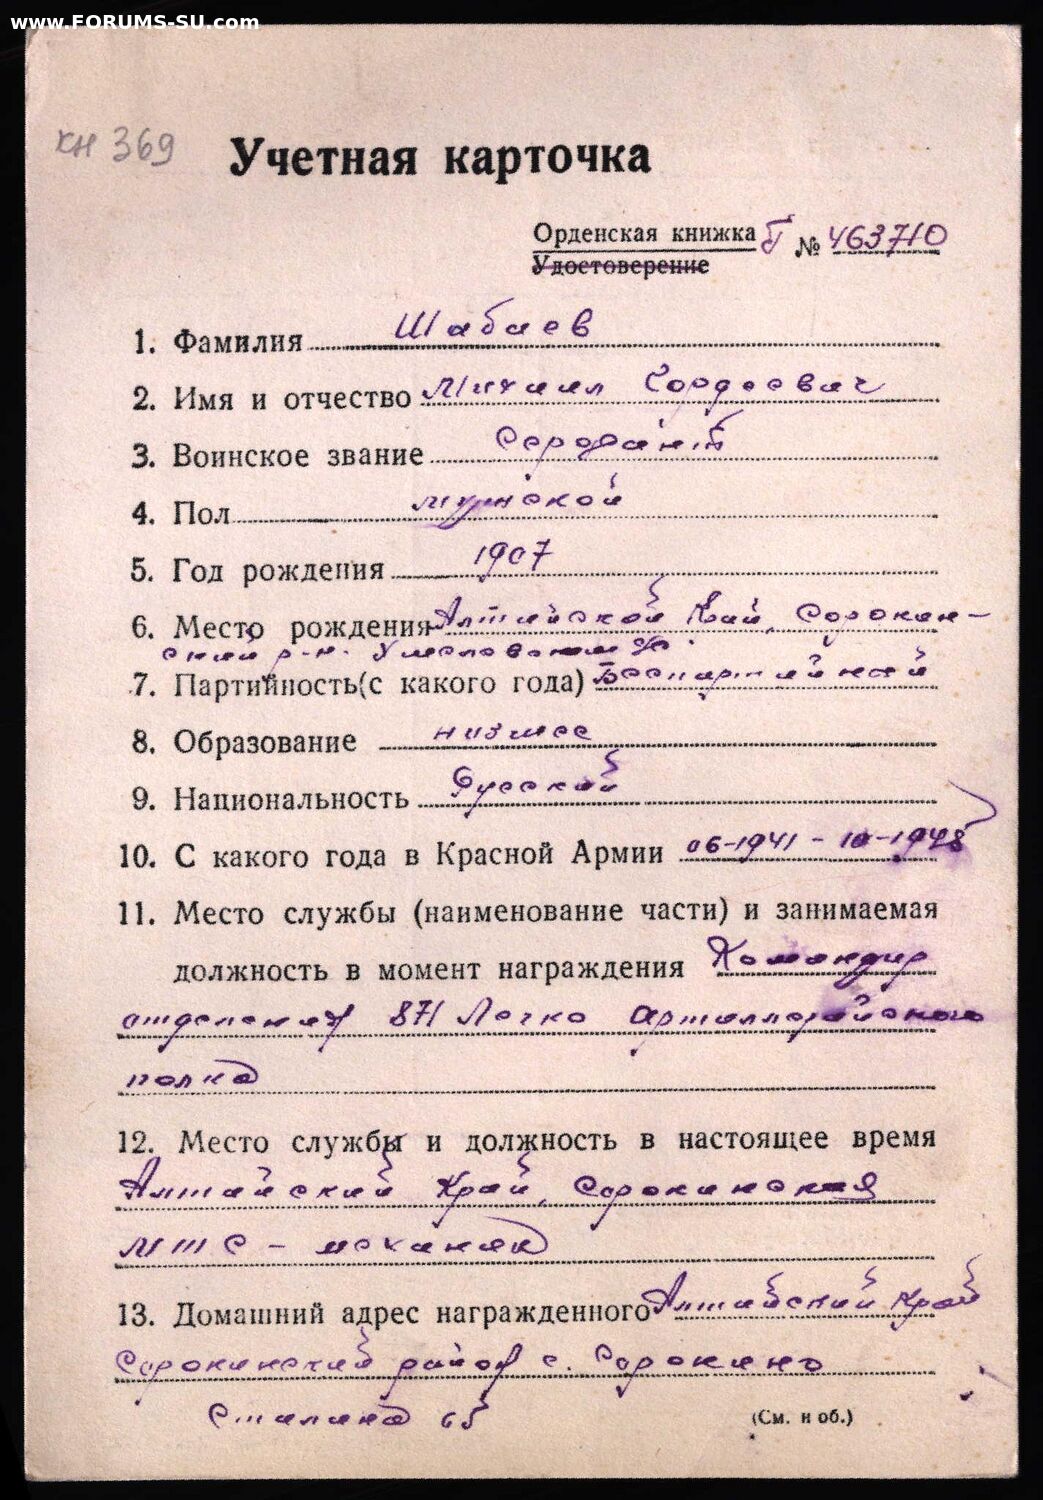 www.FORUMS-SU.com
кн 369
Учетная карточка
Орденская книжка Б № 463710
Удостоверение
1. Фамилия Шабаев
2. Имя и отчество Михаил Гордеевич
3. Воинское звание Сержант
4. Пол мужской
5. Год рождения 1907
6. Место рождения Алтайской Край, Сорокин-
ский р-н.
7. Партийность (с какого года) Беспартийной
8. Образование низшее
9. Национальность Русский
10. С какого года в Красной Армии 06-1941 - 10-1945
11. Место службы (наименование части) и занимаемая
должность в момент награждения Командир
отделения 871 Легко Артиллерийского
полка
12. Место службы и должность в настоящее время
Алтайский Край, Сорокинская
МТС - механик
13. Домашний адрес награжденного Алтайский Край
Сорокинский район с. Сорокино
Сталина 65
(См. н об.)